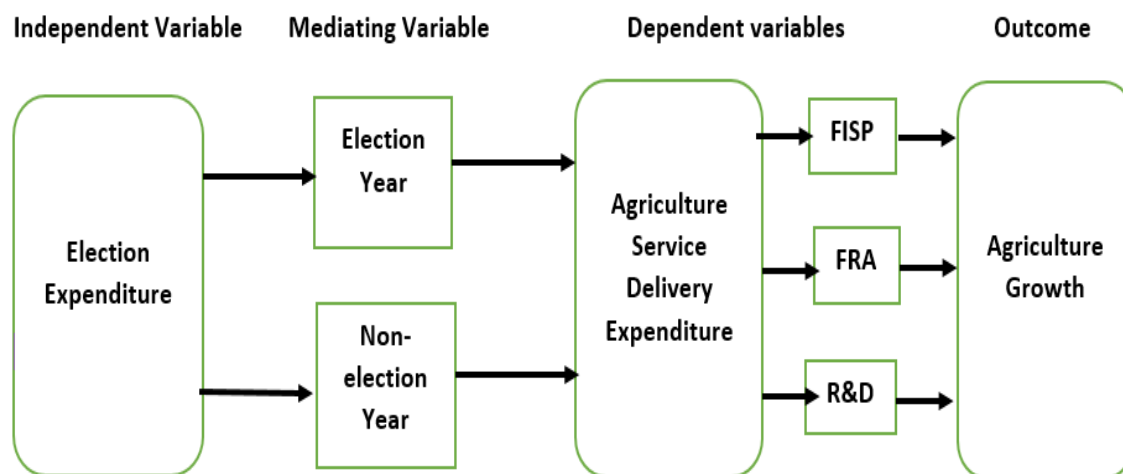 Independent Variable
Mediating Variable
Dependent variables
Outcome
Election
Expenditure
Election
Year
Non-
election
Year
Agriculture
Service
Delivery
Expenditure
FISP
FRA
R&D
Agriculture
Growth